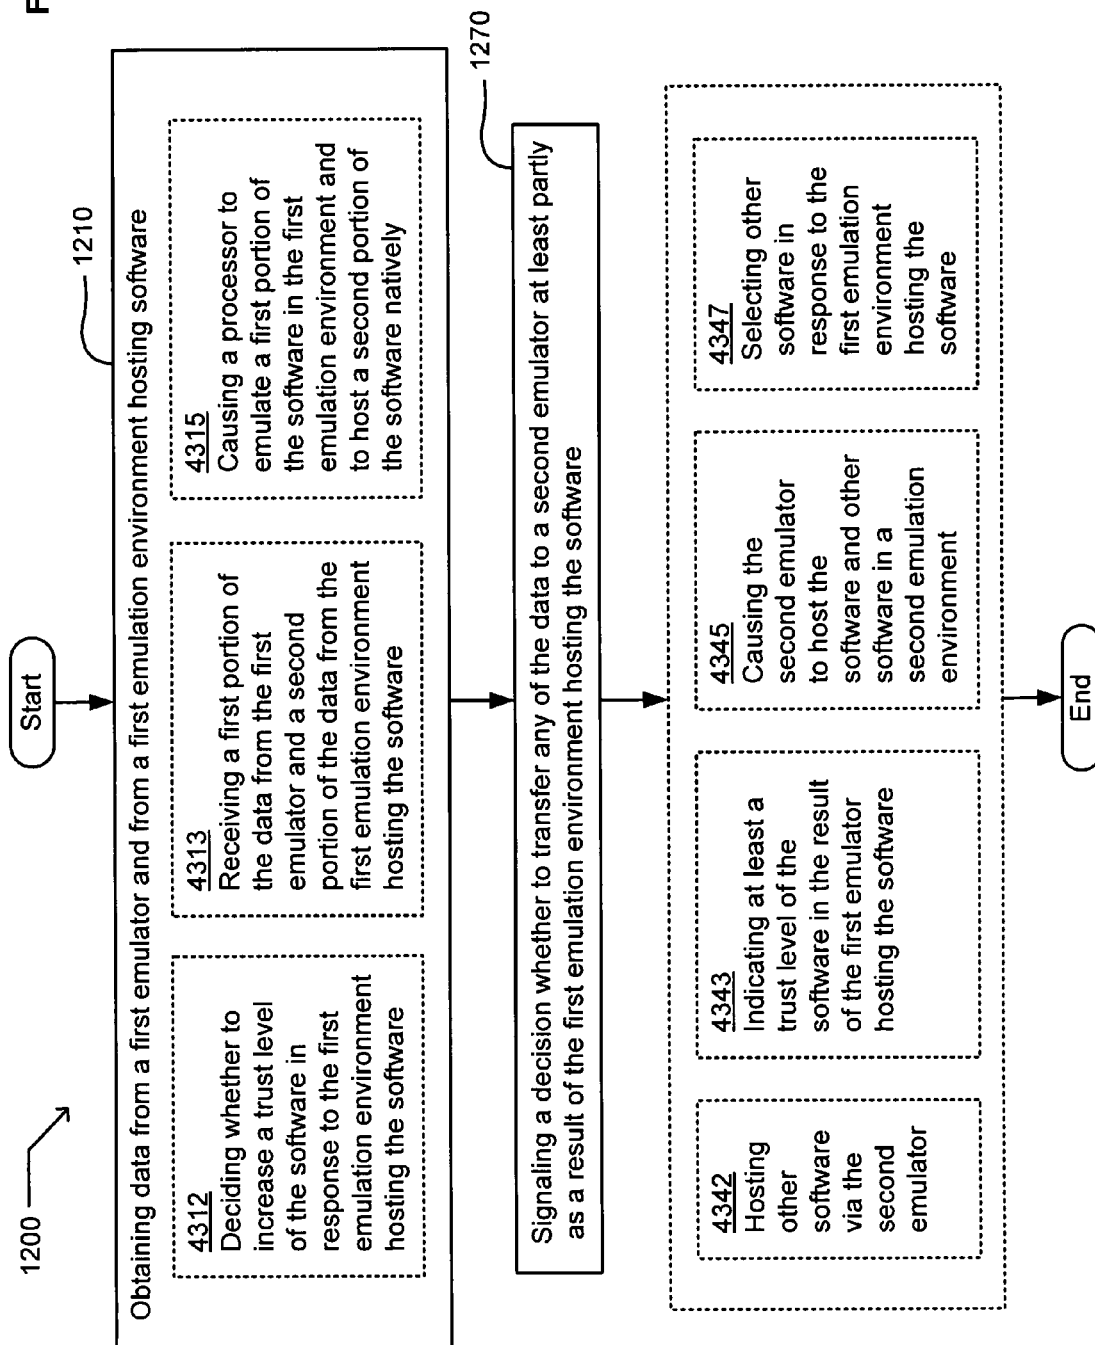 F
1200
Start
1210
Obtaining data from a first emulator and from a first emulation environment hosting software
4312
Deciding whether to
increase a trust level
of the software in
response to the first
emulation environment
hosting the software
4313
Receiving a first portion of
the data from the first
emulator and a second
portion of the data from the
first emulation environment
hosting the software
4315
Causing a processor to
emulate a first portion of
the software in the first
emulation environment and
to host a second portion of
the software natively
1270
Signaling a decision whether to transfer any of the data to a second emulator at least partly
as a result of the first emulation environment hosting the software
4342
Hosting
other
software
via the
second
emulator
4343
Indicating at least a
trust level of the
software in the result
of the first emulator
hosting the software
4345
Causing the
second emulator
to host the
software and other
software in a
second emulation
environment
4347
Selecting other
software in
response to the
first emulation
environment
hosting the
software
End